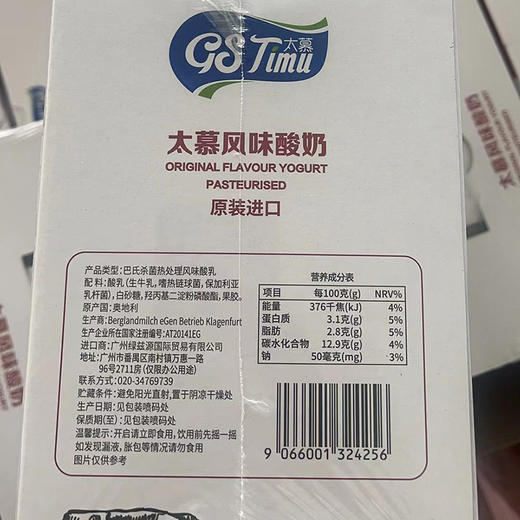 GS Timu 太慕
太慕风味酸奶
ORIGINAL FLAVOUR YOGURT
PASTEURISED
原装进口
产品类型：巴氏杀菌热处理风味酸乳
配 料：酸乳（生牛乳，嗜热链球菌，保加利亚
乳杆菌），白砂糖，羟丙基二淀粉磷酸酯，果胶。
原产国：奥地利
生产商：Berglandmilch eGen Betrieb Klagenfurt
生产企业所在国家注册编号：AT20141EG
进口商：广州绿兹源国际贸易有限公司
地址：广州市番禺区南村镇万惠一路
96号2711房（仅限办公用途）
联系方式：020-34769739
贮藏条件：避免阳光直射，置于阴凉干燥处
生产日期：见包装喷码处
保质期(至)：见包装喷码处
温馨提示：开启请立即食用，饮用前先摇一摇
如发现漏液，胀包等情况请勿食用
图片仅供参考
营养成分表
项目 每100克(g) NRV%
能量 376千焦(kJ) 4%
蛋白质 3.1克(g) 5%
脂肪 2.8克(g) 5%
碳水化合物 12.9克(g) 4%
钠 50毫克(mg) 3%
9 066001 324256
太慕风味酸奶